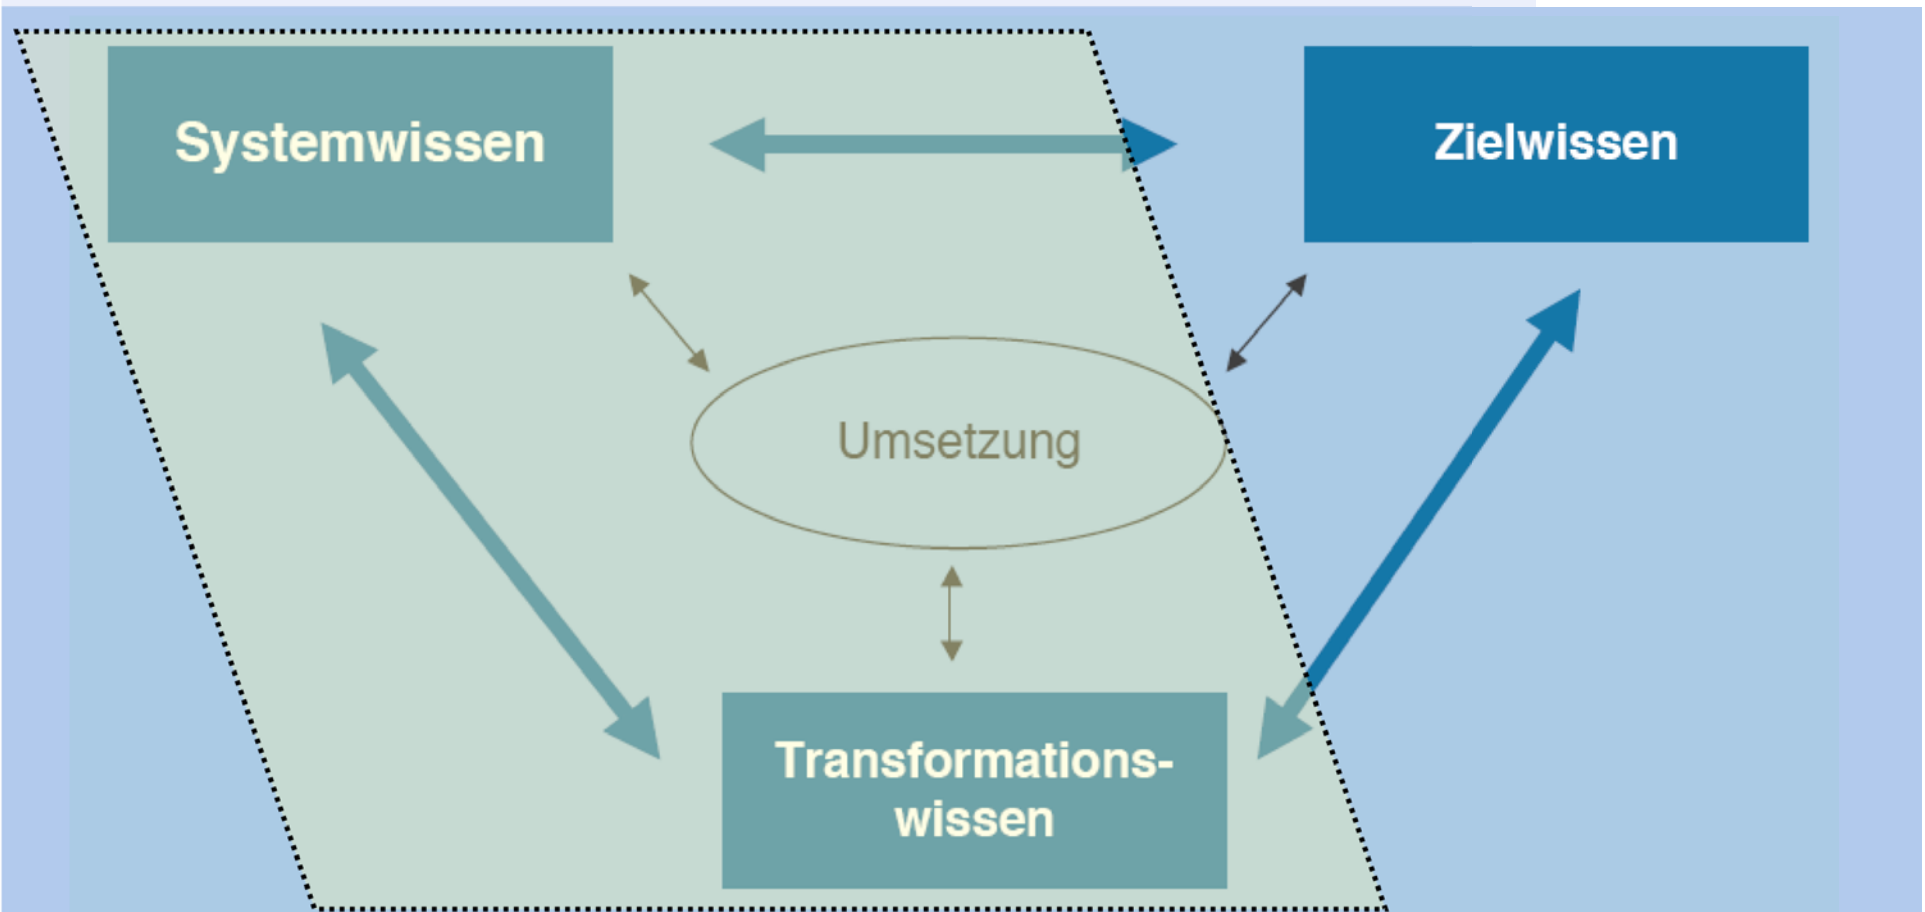 Systemwissen
Zielwissen
Umsetzung
Transformations-
wissen